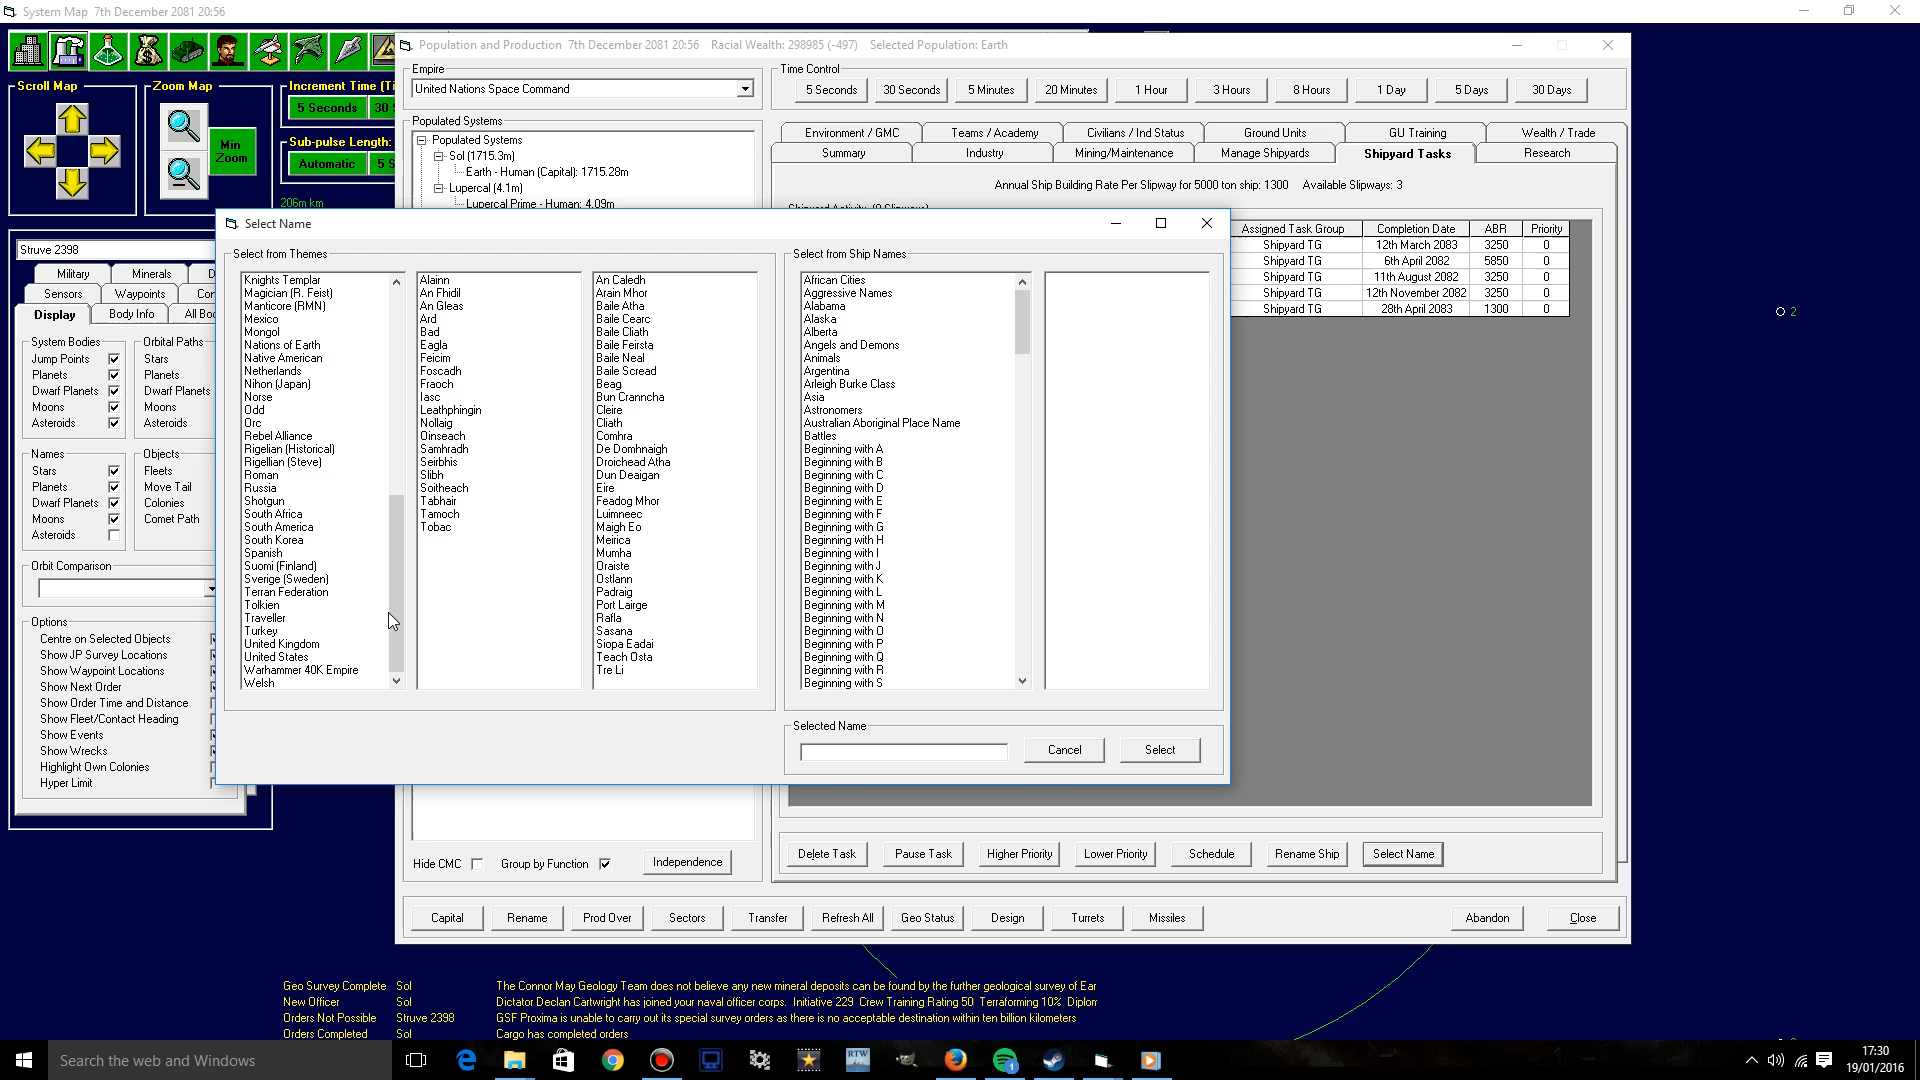 System Map  7th December 2081 20:56
Population and Production  7th December 2081 20:56  Racial Wealth: 298985 (-497)  Selected Population: Earth
Scroll Map
Zoom Map
Min Zoom
Increment Time (Ti
5 Seconds
30
Sub-pulse Length:
Automatic
5 S
206m km
Struve 2398
Military
Minerals
D
Sensors
Waypoints
Con
Display
Body Info
All Boo
System Bodies
Jump Points
Planets
Dwarf Planets
Moons
Asteroids
Orbital Paths
Stars
Planets
Dwarf Planets
Moons
Asteroids
Names
Stars
Planets
Dwarf Planets
Moons
Asteroids
Objects
Fleets
Move Tail
Colonies
Comet Path
Orbit Comparison
Options
Centre on Selected Objects
Show JP Survey Locations
Show Waypoint Locations
Show Next Order
Show Order Time and Distance
Show Fleet/Contact Heading
Show Events
Show Wrecks
Highlight Own Colonies
Hyper Limit
Empire
United Nations Space Command
Time Control
5 Seconds
30 Seconds
5 Minutes
20 Minutes
1 Hour
3 Hours
8 Hours
1 Day
5 Days
30 Days
Populated Systems
Populated Systems
Sol (1715.3m)
Earth - Human (Capital): 1715.28m
Lupercal (4.1m)
Lupercal Prime - Human: 4.09m
Environment / GMC
Teams / Academy
Civilians / Ind Status
Ground Units
GU Training
Wealth / Trade
Summary
Industry
Mining/Maintenance
Manage Shipyards
Shipyard Tasks
Research
Annual Ship Building Rate Per Slipway for 5000 ton ship: 1300   Available Slipways: 3
Assigned Task Group
Completion Date
ABR
Priority
Shipyard TG
12th March 2083
3250
0
Shipyard TG
6th April 2082
5850
0
Shipyard TG
11th August 2082
3250
0
Shipyard TG
12th November 2082
3250
0
Shipyard TG
28th April 2083
1300
0
Select Name
Select from Themes
Knights Templar
Magician (R. Feist)
Manticore (RMN)
Mexico
Mongol
Nations of Earth
Native American
Netherlands
Nihon (Japan)
Norse
Odd
Orc
Rebel Alliance
Rigelian (Historical)
Rigellian (Steve)
Roman
Russia
Shotgun
South Africa
South America
South Korea
Spanish
Suomi (Finland)
Sverige (Sweden)
Terran Federation
Tolkien
Traveller
Turkey
United Kingdom
United States
Warhammer 40K Empire
Welsh
Alainn
An Fhidil
An Gleas
Ard
Bad
Eagla
Feicim
Foscadh
Fraoch
Iasc
Leathphingin
Nollaig
Oinseach
Samhradh
Seirbhis
Slibh
Soitheach
Tabhair
Tamoch
Tobac
An Caledh
Arain Mhor
Baile Atha
Baile Cearc
Baile Cliath
Baile Feirsta
Baile Neal
Baile Scread
Beag
Bun Cranncha
Cleire
Cliath
Comhra
De Domhnaigh
Droichead Atha
Dun Deaigan
Eire
Feadog Mhor
Luimneec
Maigh Eo
Meirica
Mumha
Oraiste
Ostlann
Padraig
Port Lairge
Rafla
Sasana
Siopa Eadai
Teach Osta
Tre Li
Select from Ship Names
African Cities
Aggressive Names
Alabama
Alaska
Alberta
Angels and Demons
Animals
Argentina
Arleigh Burke Class
Asia
Astronomers
Australian Aboriginal Place Name
Battles
Beginning with A
Beginning with B
Beginning with C
Beginning with D
Beginning with E
Beginning with F
Beginning with G
Beginning with H
Beginning with I
Beginning with J
Beginning with K
Beginning with L
Beginning with M
Beginning with N
Beginning with O
Beginning with P
Beginning with Q
Beginning with R
Beginning with S
Selected Name
Cancel
Select
2
Hide CMC
Group by Function
Independence
Delete Task
Pause Task
Higher Priority
Lower Priority
Schedule
Rename Ship
Select Name
Capital
Rename
Prod Over
Sectors
Transfer
Refresh All
Geo Status
Design
Turrets
Missiles
Abandon
Close
Geo Survey Complete  Sol  The Connor May Geology Team does not believe any new mineral deposits can be found by the further geological survey of Ear
New Officer  Sol  Dictator Declan Cartwright has joined your naval officer corps.  Initiative 229  Crew Training Rating 50  Terraforming 10%  Diplon
Orders Not Possible  Struve 2398  GSF Proxima is unable to carry out its special survey orders as there is no acceptable destination within ten billion kilometers
Orders Completed  Sol  Cargo has completed orders
Search the web and Windows
RTW
1
17:30
19/01/2016